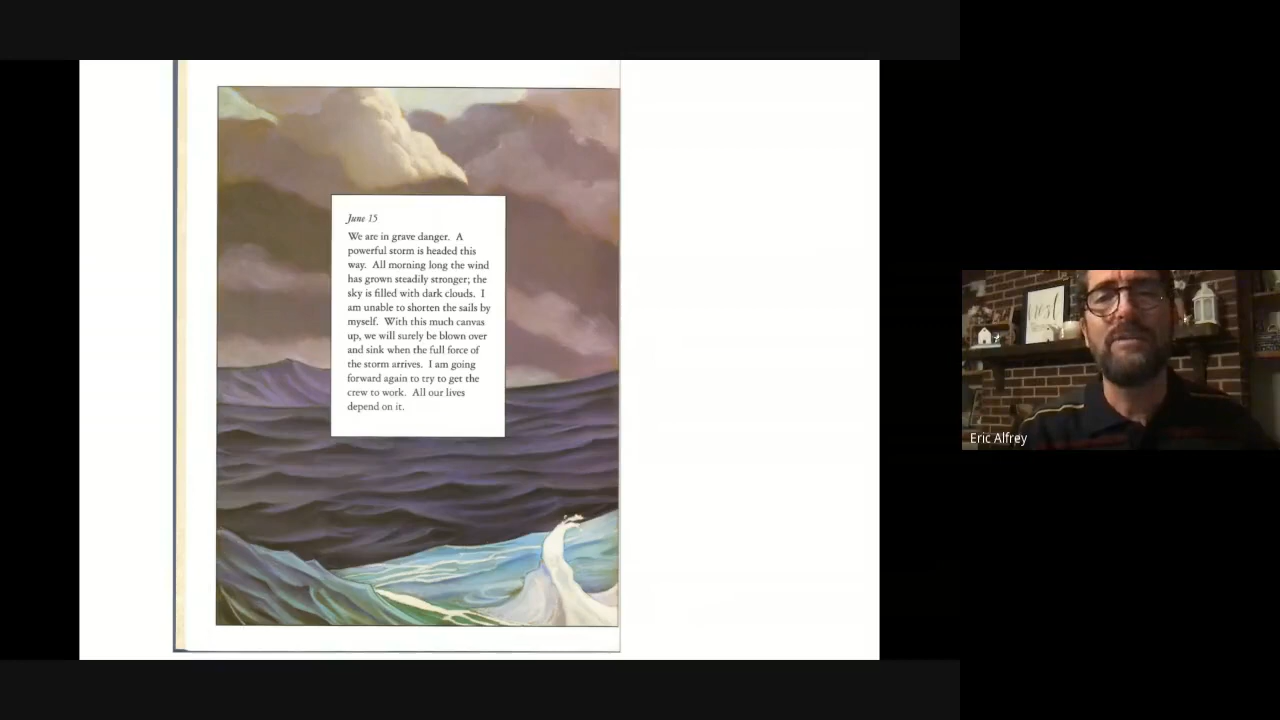 June 15
We are in grave danger. A
powerful storm is headed this
way. All morning long the wind
has grown steadily stronger; the
sky is filled with dark clouds. I
am unable to shorten the sails by
myself. With this much canvas
up, we will surely be blown over
and sink when the full force of
the storm arrives. I am going
forward again to try to get the
crew to work. All our lives
depend on it.
Eric Alfrey